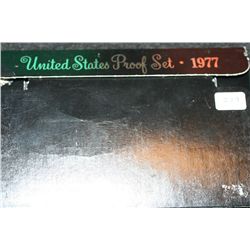 United States Proof Set · 1977